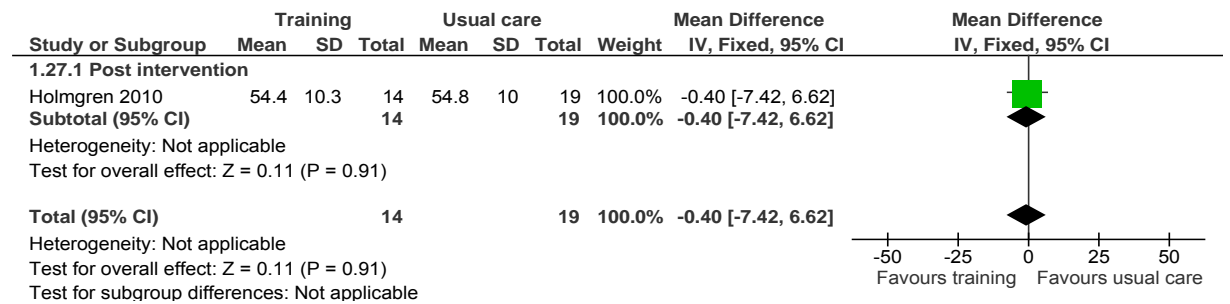 Training Usual care Mean Difference Mean Difference
Study or Subgroup Mean SD Total Mean SD Total Weight IV, Fixed, 95% CI IV, Fixed, 95% CI
1.27.1 Post intervention
Holmgren 2010 54.4 10.3 14 54.8 10 19 100.0% -0.40 [-7.42, 6.62]
Subtotal (95% CI) 14 19 100.0% -0.40 [-7.42, 6.62]
Heterogeneity: Not applicable
Test for overall effect: Z = 0.11 (P = 0.91)
Total (95% CI) 14 19 100.0% -0.40 [-7.42, 6.62]
Heterogeneity: Not applicable
Test for overall effect: Z = 0.11 (P = 0.91)
Test for subgroup differences: Not applicable
-50 -25 0 25 50
Favours training Favours usual care